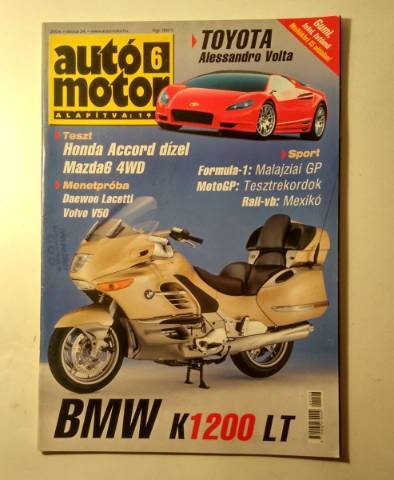 autó
motor
6
ALAPÍTVA: 19
TOYOTA
Alessandro Volta
Teszt
Honda Accord dízel
Mazda6 4WD
Menetpróba
Daewoo Lacetti
Volvo V50
Sport
Formula-1: Malajziai GP
MotoGP: Tesztrekordok
Rali-vb: Mexikó
BMW K1200 LT